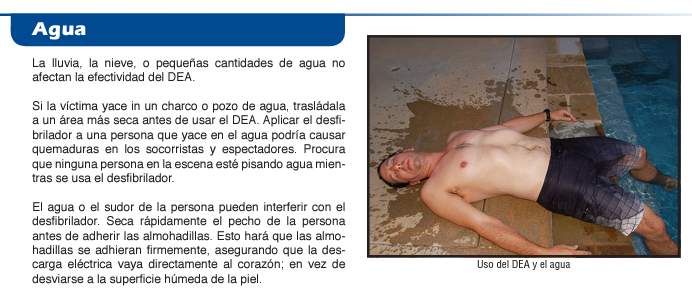 Agua
La lluvia, la nieve, o pequeñas cantidades de agua no
afectan la efectividad del DEA.
Si la víctima yace in un charco o pozo de agua, trasládala
a un área más seca antes de usar el DEA. Aplicar el desfi-
brilador a una persona que yace en el agua podría causar
quemaduras en los socorristas y espectadores. Procura
que ninguna persona en la escena esté pisando agua mien-
tras se usa el desfibrilador.
El agua o el sudor de la persona pueden interferir con el
desfibrilador. Seca rápidamente el pecho de la persona
antes de adherir las almohadillas. Esto hará que las almo-
hadillas se adhieran firmemente, asegurando que la des-
carga eléctrica vaya directamente al corazón; en vez de
desviarse a la superficie húmeda de la piel.
Uso del DEA y el agua